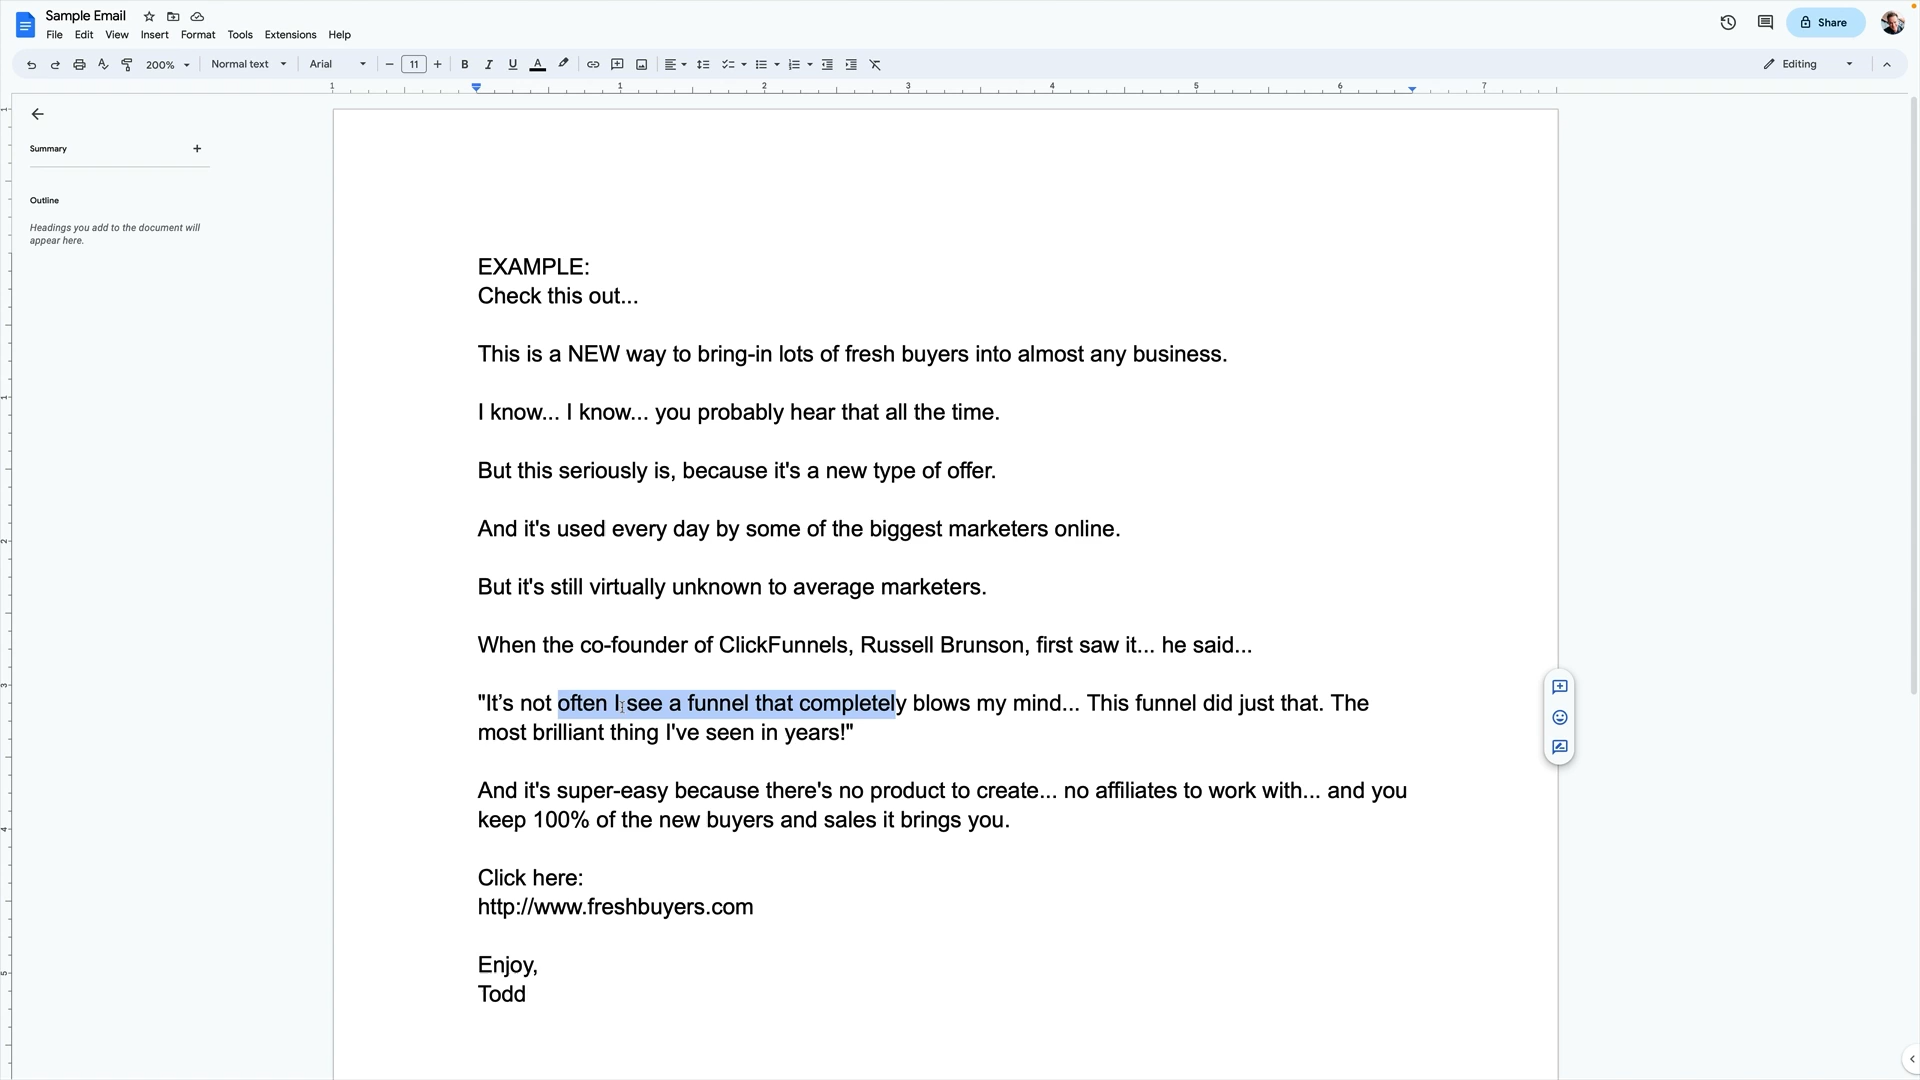 Sample Email
File Edit View Insert Format Tools Extensions Help
Share
200% Normal text Arial 11 Editing
1 1 2 3 4 5 6 7
Summary
Outline
Headings you add to the document will
appear here.
EXAMPLE:
Check this out...
This is a NEW way to bring-in lots of fresh buyers into almost any business.
I know... I know... you probably hear that all the time.
But this seriously is, because it's a new type of offer.
And it's used every day by some of the biggest marketers online.
But it's still virtually unknown to average marketers.
When the co-founder of ClickFunnels, Russell Brunson, first saw it... he said...
"It’s not often I see a funnel that completely blows my mind... This funnel did just that. The
most brilliant thing I've seen in years!"
And it's super-easy because there's no product to create... no affiliates to work with... and you
keep 100% of the new buyers and sales it brings you.
Click here:
http://www.freshbuyers.com
Enjoy,
Todd